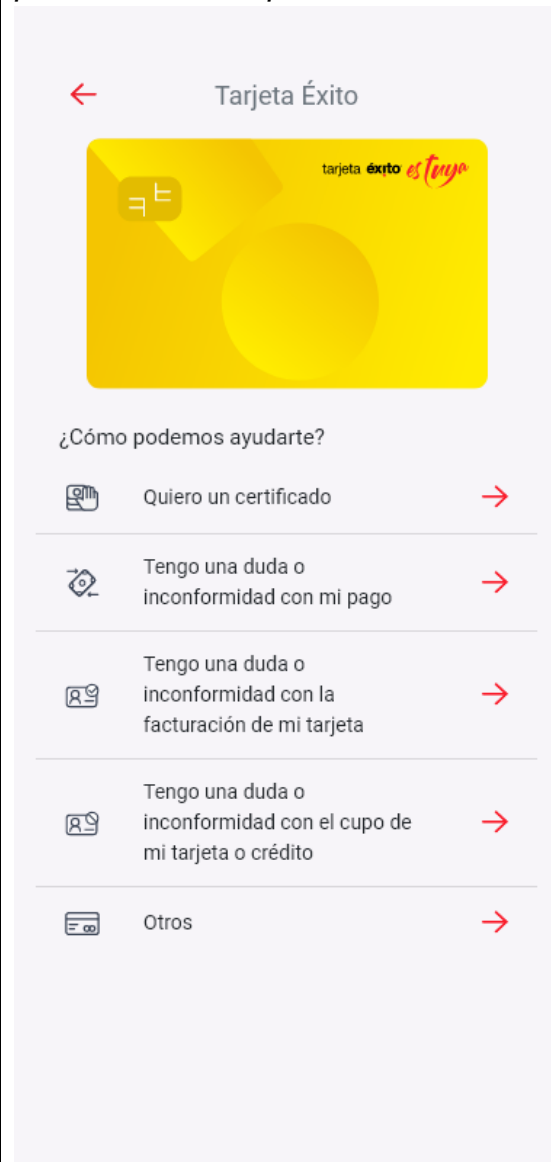 Tarjeta Éxito
tarjeta éxito es tuya
¿Cómo podemos ayudarte?
Quiero un certificado
Tengo una duda o
inconformidad con mi pago
Tengo una duda o
inconformidad con la
facturación de mi tarjeta
Tengo una duda o
inconformidad con el cupo de
mi tarjeta o crédito
Otros